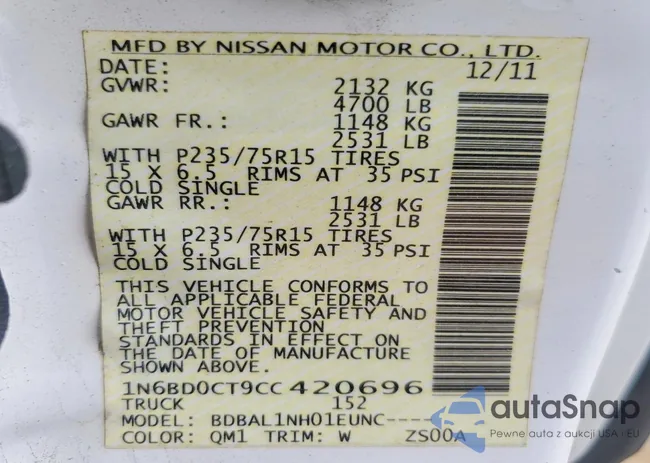 MFD BY NISSAN MOTOR CO., LTD.
DATE: 12/11
GVWR: 2132 KG
4700 LB
GAWR FR.: 1148 KG
2531 LB
WITH P235/75R15 TIRES
15 X 6.5 RIMS AT 35 PSI
COLD SINGLE
GAWR RR.: 1148 KG
2531 LB
WITH P235/75R15 TIRES
15 X 6.5 RIMS AT 35 PSI
COLD SINGLE
THIS VEHICLE CONFORMS TO
ALL APPLICABLE FEDERAL
MOTOR VEHICLE SAFETY AND
THEFT PREVENTION
STANDARDS IN EFFECT ON
THE DATE OF MANUFACTURE
SHOWN ABOVE.
1N6BD0CT9CC420696
TRUCK 152
MODEL: BDBAL1NH01EUNC-----
COLOR: QM1 TRIM: W ZS00A
autoSnap
Pewne auta z aukcji USA i EU